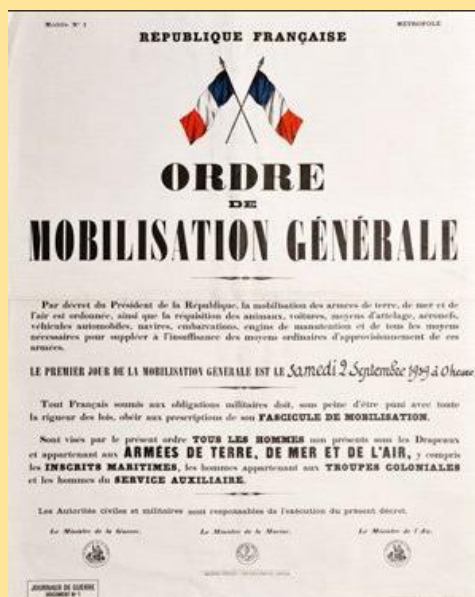 Modèle N° 1
MÉTROPOLE
RÉPUBLIQUE FRANÇAISE
ORDRE
DE
MOBILISATION GÉNÉRALE
Par décret du Président de la République, la mobilisation des armées de terre, de mer et de
l'air est ordonnée, ainsi que la réquisition des animaux, voitures, moyens d'attelage, aéronefs,
véhicules automobiles, navires, embarcations, engins de manutention et de tous les moyens
nécessaires pour suppléer à l'insuffisance des moyens ordinaires d'approvisionnement de ces
armées.
LE PREMIER JOUR DE LA MOBILISATION GENERALE EST LE Samedi 2 Septembre 1939 à 0 heure
Tout Français soumis aux obligations militaires doit, sous peine d'être puni avec toute
la rigueur des lois, obéir aux prescriptions de son FASCICULE DE MOBILISATION.
Sont visés par le présent ordre TOUS LES HOMMES non présents sous les Drapeaux
et appartenant aux ARMÉES DE TERRE, DE MER ET DE L'AIR, y compris
les INSCRITS MARITIMES, les hommes appartenant aux TROUPES COLONIALES
et les hommes du SERVICE AUXILIAIRE.
Les Autorités civiles et militaires sont responsables de l'exécution du présent décret.
Le Ministre de la Guerre,
Le Ministre de la Marine,
Le Ministre de l'Air,
JOURNAUX DE GUERRE
DOCUMENT N° 1